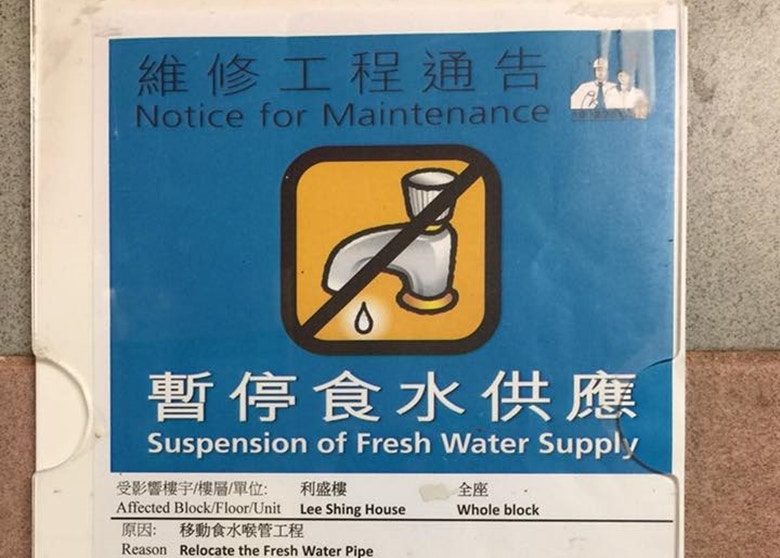 維修工程通告
Notice for Maintenance
暫停食水供應
Suspension of Fresh Water Supply
受影響樓宇/樓層/單位: 利盛樓 全座
Affected Block/Floor/Unit Lee Shing House Whole block
原因: 移動食水喉管工程
Reason Relocate the Fresh Water Pipe